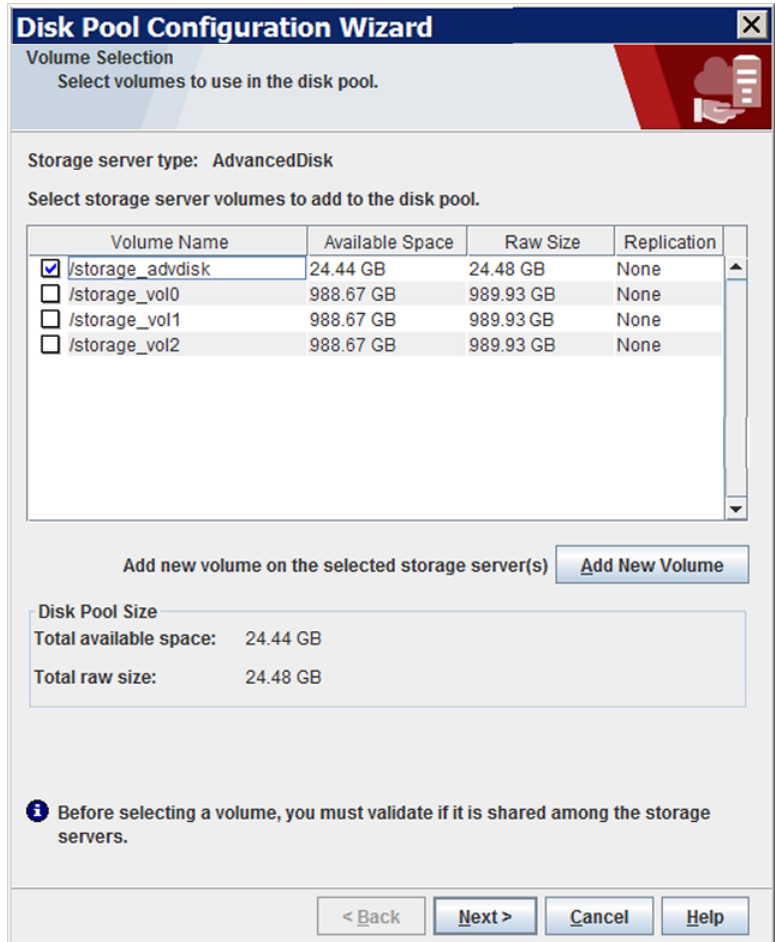 Disk Pool Configuration Wizard
Volume Selection
Select volumes to use in the disk pool.
Storage server type: AdvancedDisk
Select storage server volumes to add to the disk pool.
Volume Name Available Space Raw Size Replication
/storage_advdisk 24.44 GB 24.48 GB None
/storage_vol0 988.67 GB 989.93 GB None
/storage_vol1 988.67 GB 989.93 GB None
/storage_vol2 988.67 GB 989.93 GB None
Add new volume on the selected storage server(s) Add New Volume
Disk Pool Size
Total available space: 24.44 GB
Total raw size: 24.48 GB
Before selecting a volume, you must validate if it is shared among the storage
servers.
< Back Next > Cancel Help